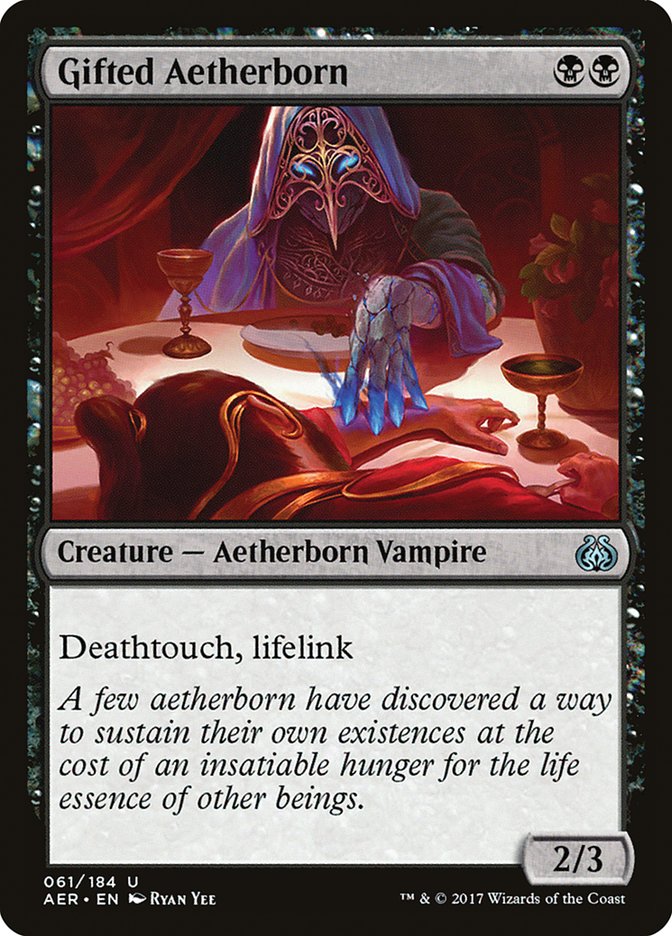 Gifted Aetherborn
Creature — Aetherborn Vampire
Deathtouch, lifelink
A few aetherborn have discovered a way
to sustain their own existences at the
cost of an insatiable hunger for the life
essence of other beings.
2/3
061/184 U
AER • EN Ryan Yee
™ & © 2017 Wizards of the Coast